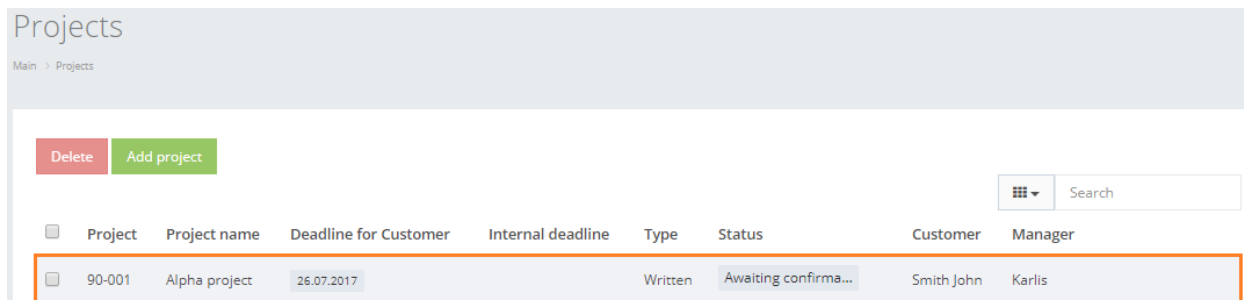 Projects
Main > Projects
Delete Add project
Search
Project Project name Deadline for Customer Internal deadline Type Status Customer Manager
90-001 Alpha project 26.07.2017 Written Awaiting confirma... Smith John Karlis